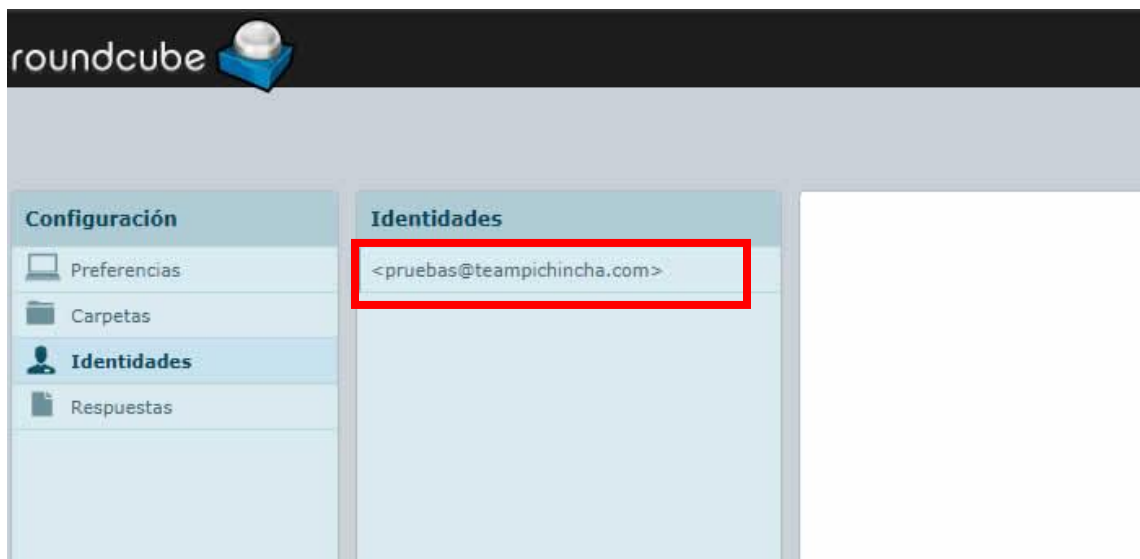 roundcube
Configuración
Preferencias
Carpetas
Identidades
Respuestas
Identidades
<pruebas@teampichincha.com>